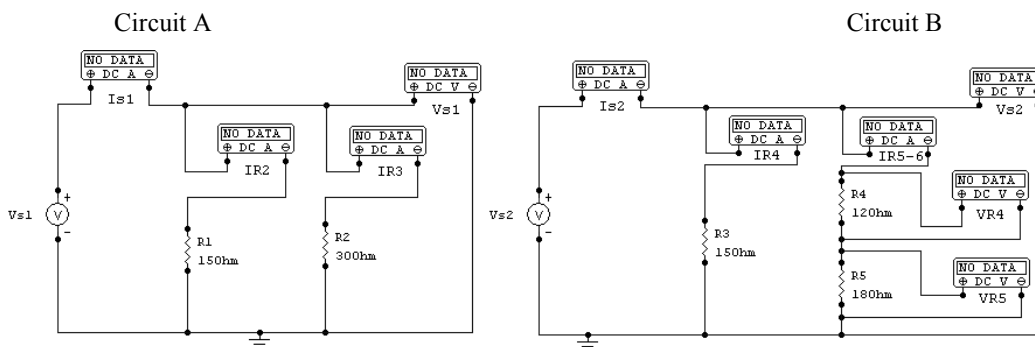 Circuit A
NO DATA
⊕ DC A ⊖
Is1
NO DATA
⊕ DC V ⊖
Vs1
NO DATA
⊕ DC A ⊖
IR2
NO DATA
⊕ DC A ⊖
IR3
Vs1
+
V
-
R1
15Ohm
R2
30Ohm
Circuit B
NO DATA
⊕ DC A ⊖
Is2
NO DATA
⊕ DC V ⊖
Vs2
NO DATA
⊕ DC A ⊖
IR4
NO DATA
⊕ DC A ⊖
IR5-6
Vs2
+
V
-
R3
15Ohm
R4
12Ohm
NO DATA
⊕ DC V ⊖
VR4
R5
18Ohm
NO DATA
⊕ DC V ⊖
VR5